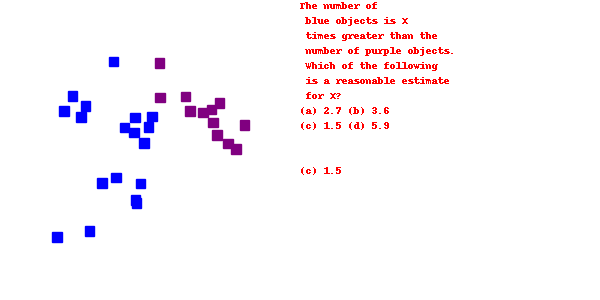 The number of
blue objects is X
times greater than the
number of purple objects.
Which of the following
is a reasonable estimate
for X?
(a) 2.7 (b) 3.6
(c) 1.5 (d) 5.9
(c) 1.5